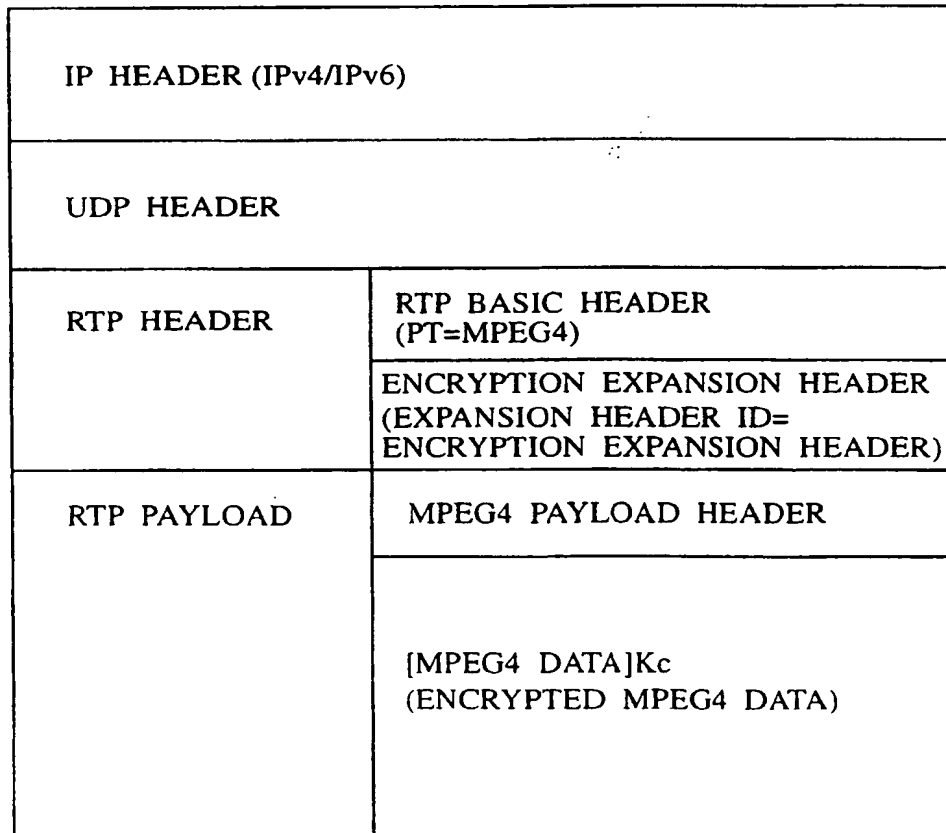 IP HEADER (IPv4/IPv6)
UDP HEADER
RTP HEADER
RTP BASIC HEADER
(PT=MPEG4)
ENCRYPTION EXPANSION HEADER
(EXPANSION HEADER ID=
ENCRYPTION EXPANSION HEADER)
RTP PAYLOAD
MPEG4 PAYLOAD HEADER
[MPEG4 DATA]Kc
(ENCRYPTED MPEG4 DATA)